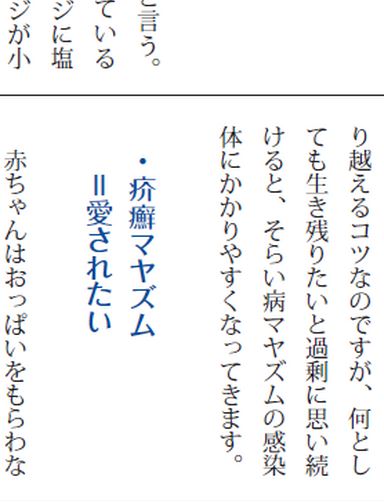 と言う。
ている
ジに塩
ジが小
り越えるコツなのですが、何とし
ても生き残りたいと過剰に思い続
けると、そらい病マヤズムの感染
体にかかりやすくなってきます。
・疥癬マヤズム
＝愛されたい
赤ちゃんはおっぱいをもらわな